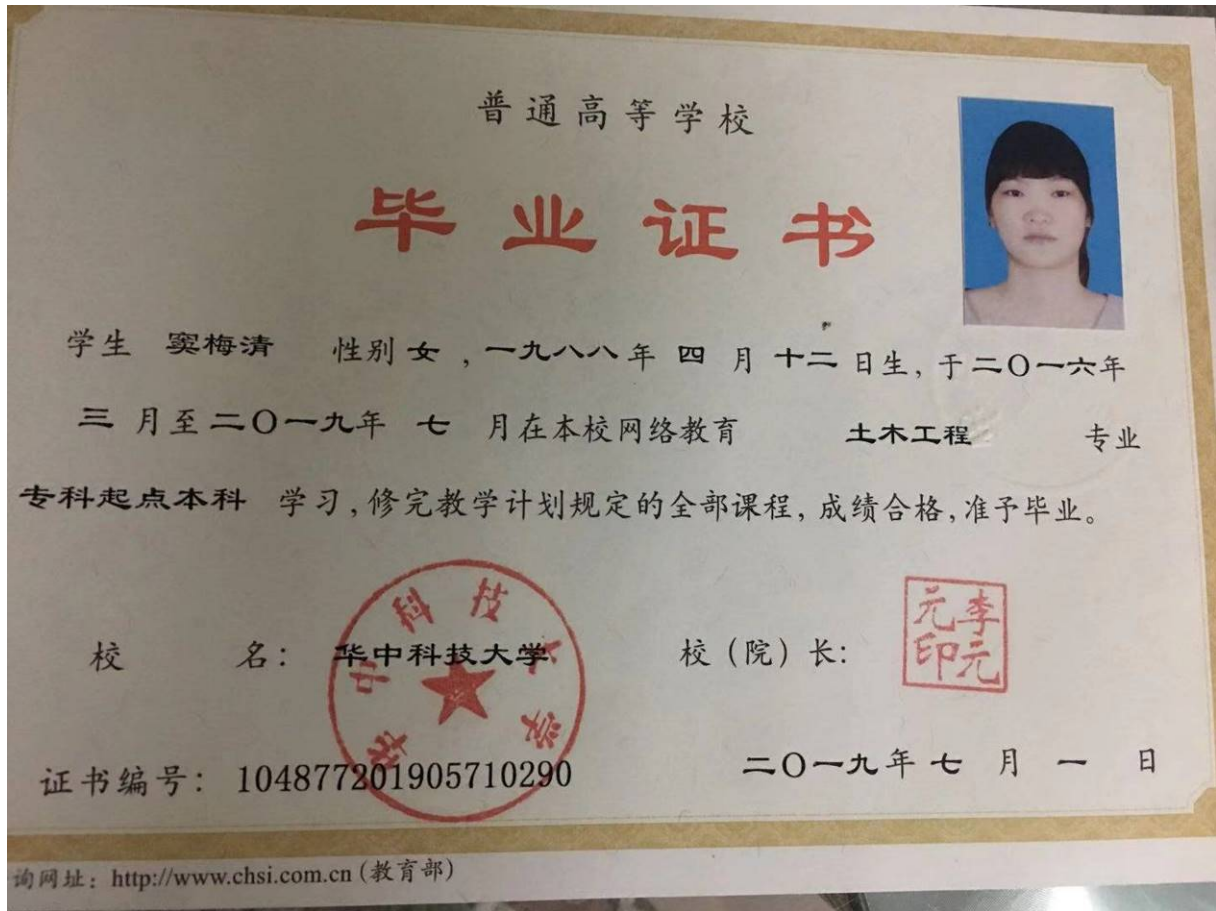 普通高等学校
毕业证书
学生 窦梅清 性别 女 , 一九八八年 四 月 十二 日生, 于二〇一六年
三 月至二〇一九年 七 月在本校网络教育 土木工程 专业
专科起点本科 学习, 修完教学计划规定的全部课程, 成绩合格, 准予毕业。
校 名: 华中科技大学 校(院)长:
华中科技大学
李元元印
证书编号: 104877201905710290 二〇一九年 七 月 一 日
询网址: http://www.chsi.com.cn (教育部)